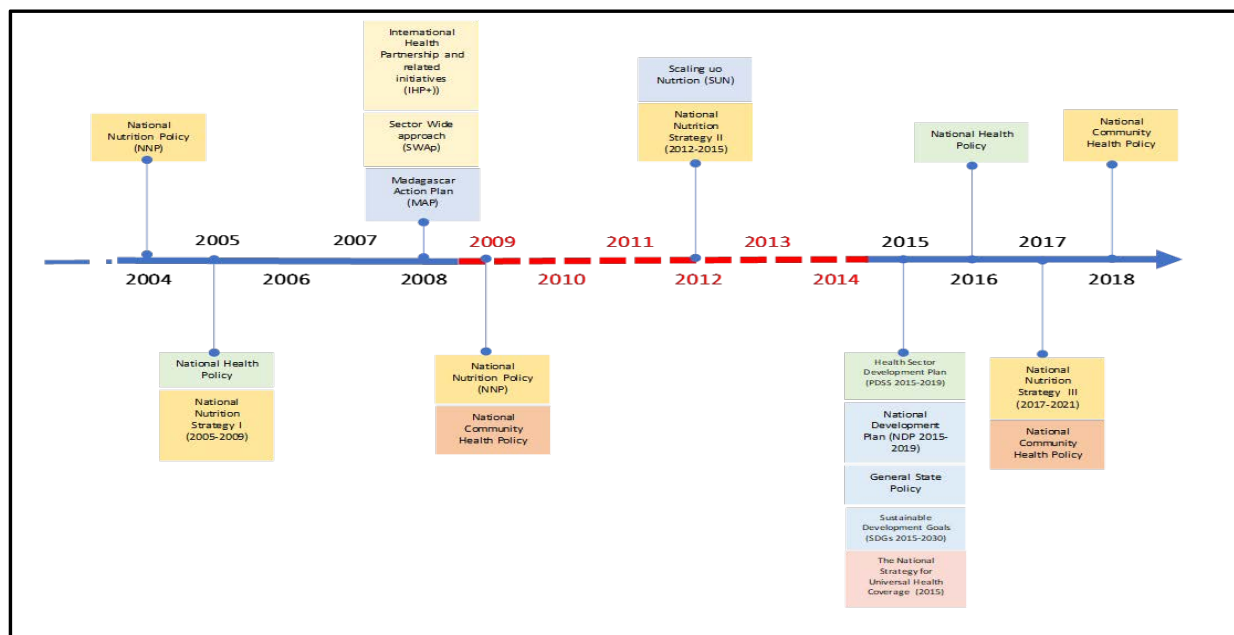 International
Health
Partnership and
related
initiatives
(IHP+))
Sector Wide
approach
(SWAp)
Madagascar
Action Plan
(MAP)
National
Nutrition Policy
(NNP)
Scaling uo
Nutrtion (SUN)
National
Nutrition
Strategy II
(2012-2015)
National Health
Policy
National
Community
Health Policy
2005
2007
2009
2011
2013
2015
2017
2004
2006
2008
2010
2012
2014
2016
2018
National Health
Policy
National
Nutrition
Strategy I
(2005-2009)
National
Nutrition Policy
(NNP)
National
Community
Health Policy
Health Sector
Development Plan
(PDSS 2015-2019)
National
Development
Plan (NDP 2015-
2019)
General State
Policy
Sustainable
Development Goals
(SDGs 2015-2030)
The National
Strategy for
Universal Health
Coverage (2015)
National
Nutrition
Strategy III
(2017-2021)
National
Community
Health Policy